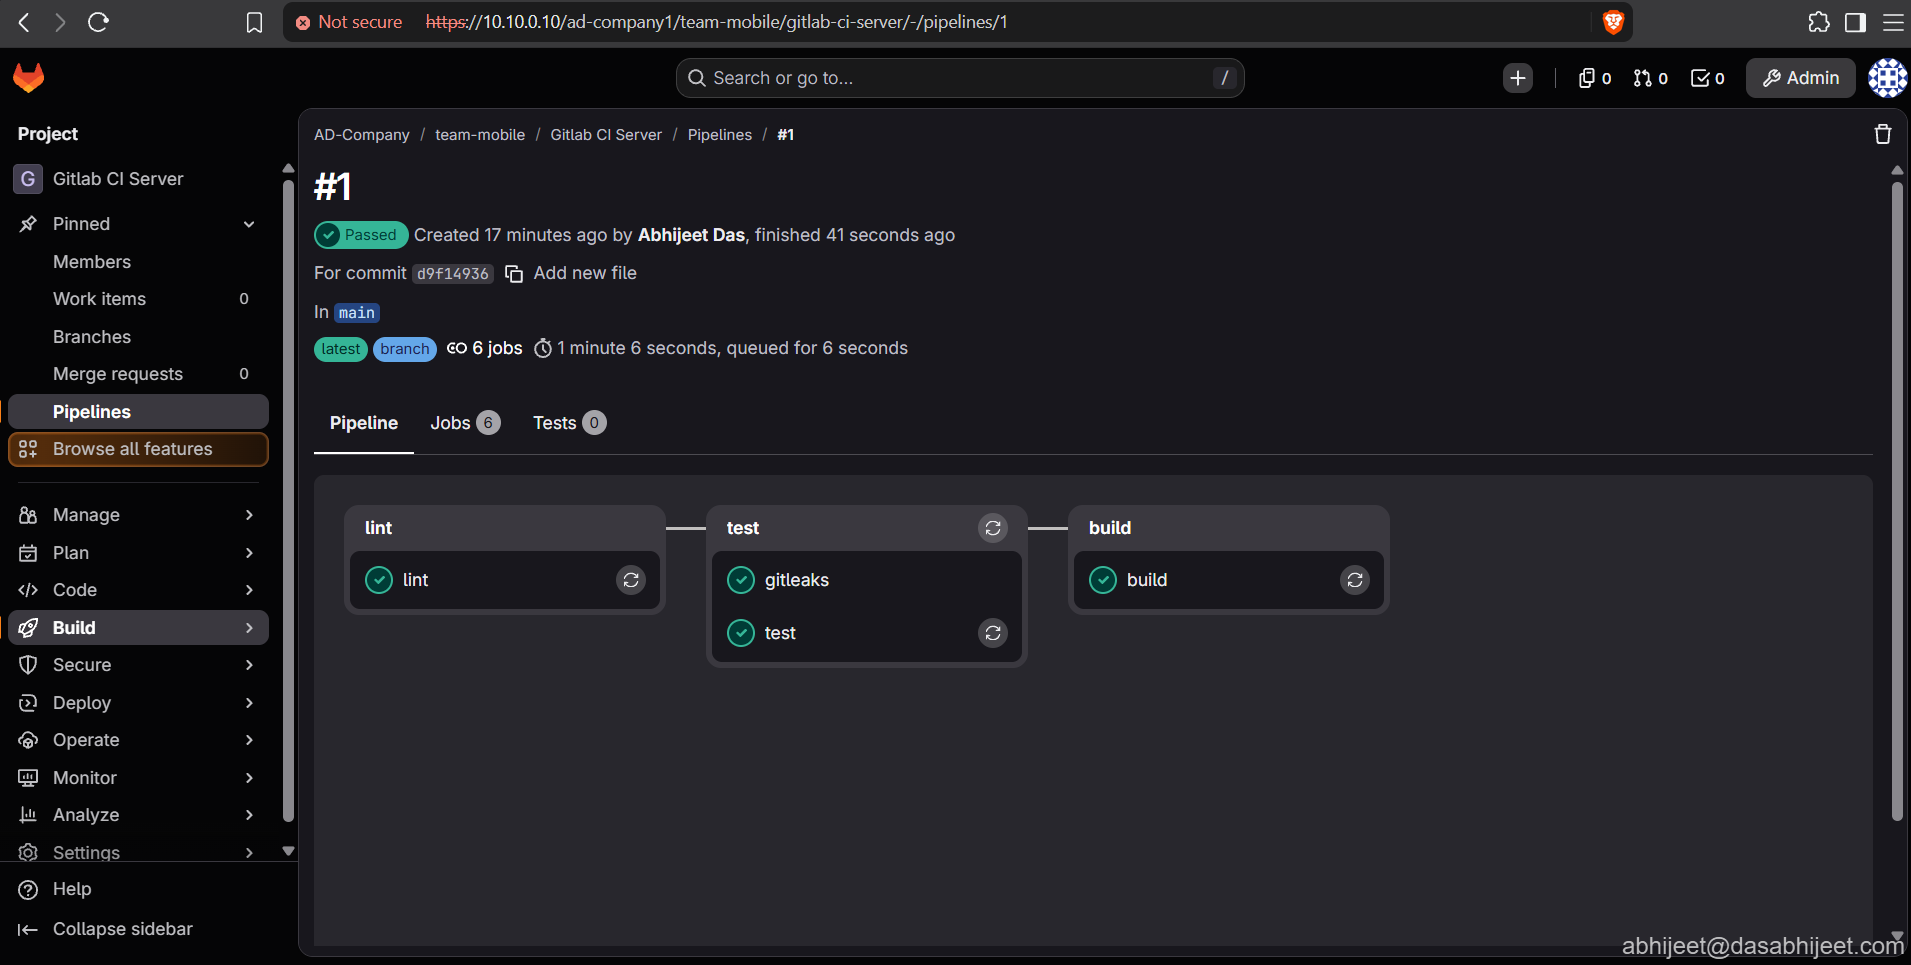 Not secure https://10.10.0.10/ad-company1/team-mobile/gitlab-ci-server/-/pipelines/1
Search or go to... /
0 0 0 Admin
Project
G Gitlab CI Server
Pinned
Members
Work items 0
Branches
Merge requests 0
Pipelines
Browse all features
Manage
Plan
Code
Build
Secure
Deploy
Operate
Monitor
Analyze
Settings
Help
Collapse sidebar
AD-Company / team-mobile / Gitlab CI Server / Pipelines / #1
#1
Passed Created 17 minutes ago by Abhijeet Das, finished 41 seconds ago
For commit d9f14936 Add new file
In main
latest branch 6 jobs 1 minute 6 seconds, queued for 6 seconds
Pipeline Jobs 6 Tests 0
lint
lint
test
gitleaks
test
build
build
abhijeet@dasabhijeet.com